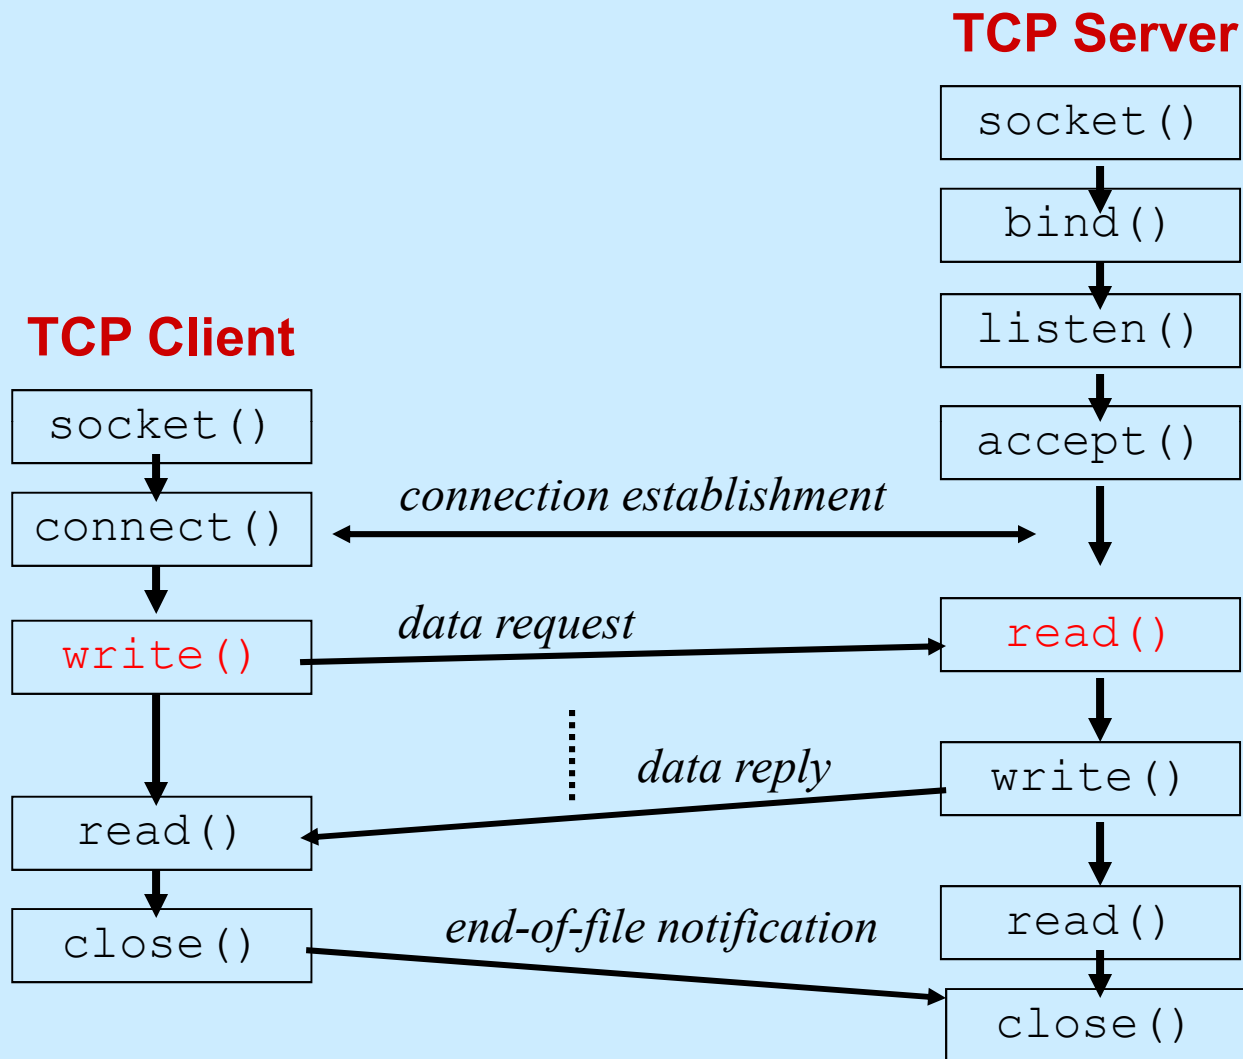 TCP Server
socket()
bind()
listen()
TCP Client
socket()
accept()
connect()
connection establishment
write()
data request
read()
data reply
write()
read()
close()
end-of-file notification
read()
close()